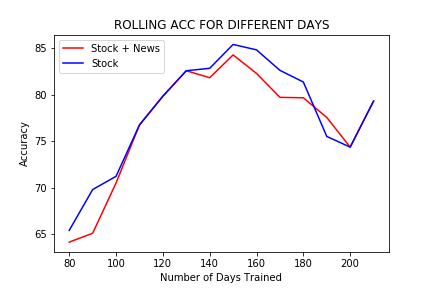 ROLLING ACC FOR DIFFERENT DAYS
Stock + News
Stock
85
80
75
70
65
Accuracy
80 100 120 140 160 180 200
Number of Days Trained